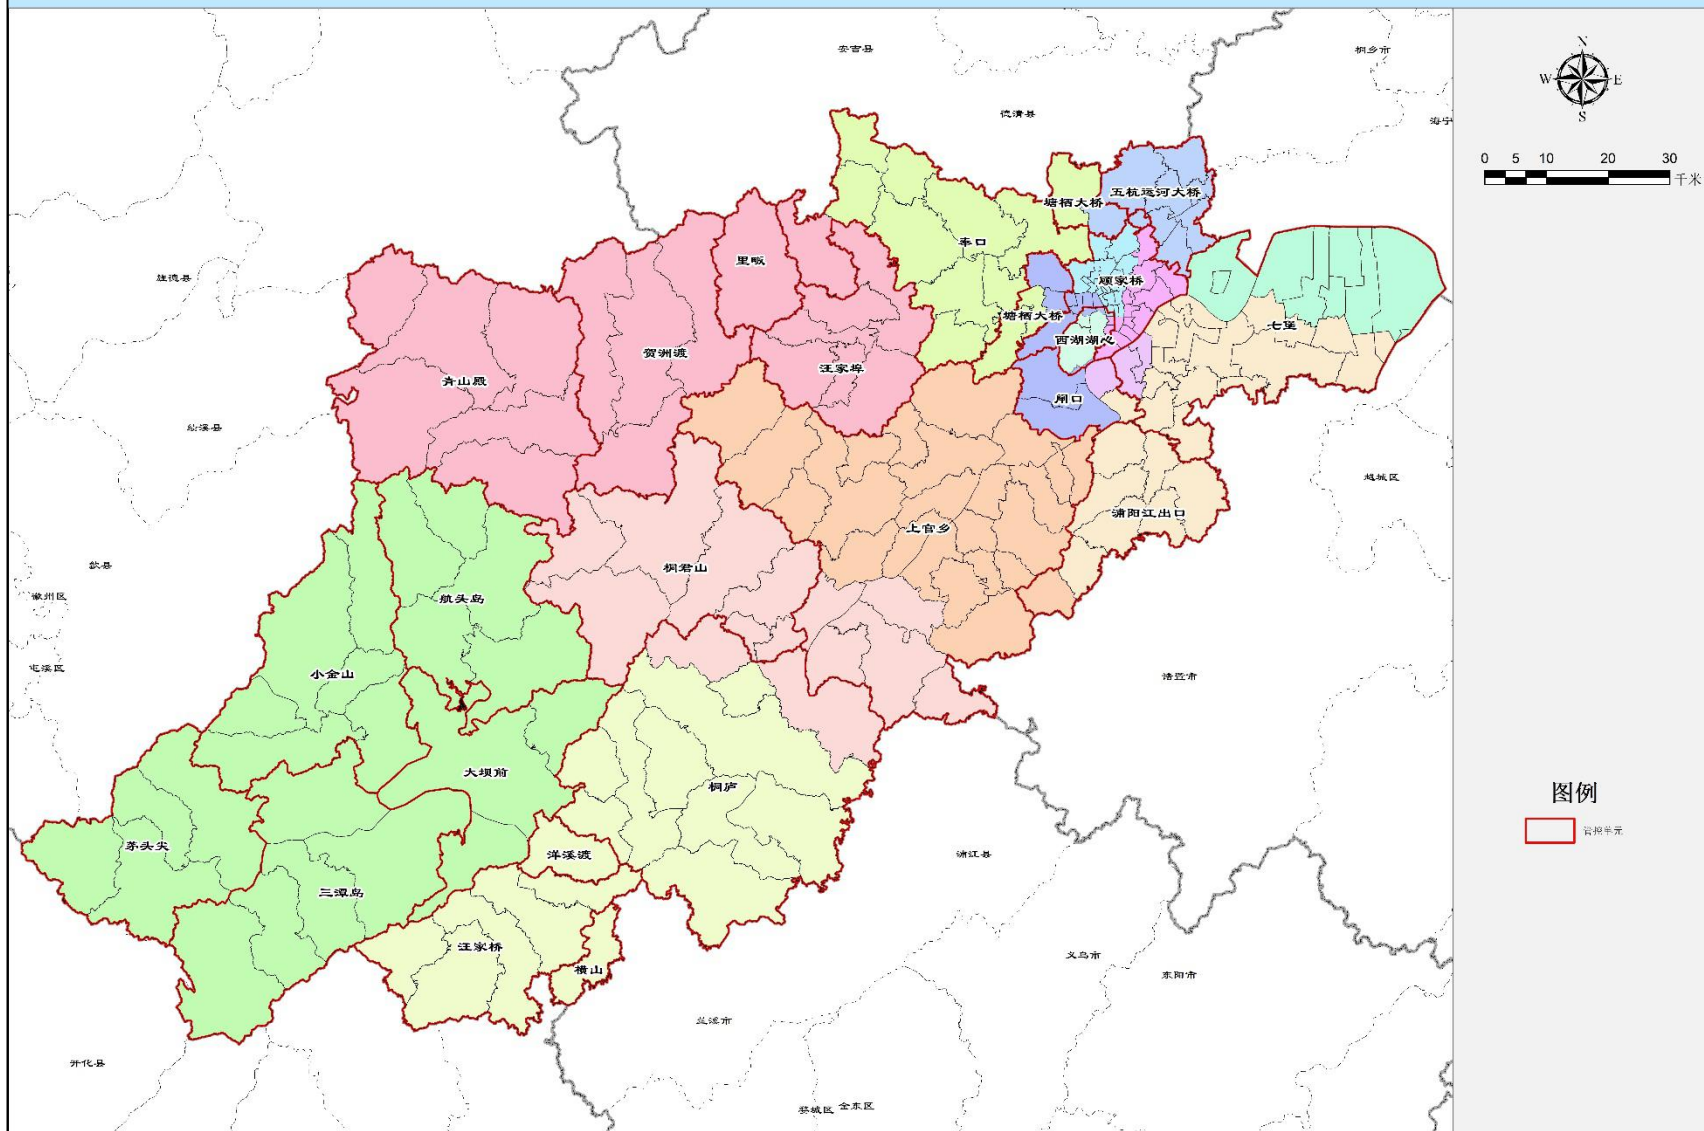 安吉县
桐乡市
N
W
E
S
德清县
海宁
0 5 10 20 30
千米
五杭运河大桥
塘栖大桥
奉口
里畈
顾家桥
旌德县
塘栖大桥
七堡
西湖湖心
贺洲渡
汪家埠
青山殿
闸口
绩溪县
越城区
浦阳江出口
上官乡
桐君山
歙县
徽州区
航头岛
屯溪区
小金山
诸暨市
大坝前
桐庐
图例
管控单元
茅头尖
洋溪渡
浦江县
三潭岛
汪家桥
横山
义乌市
东阳市
兰溪市
开化县
婺城区
金东区